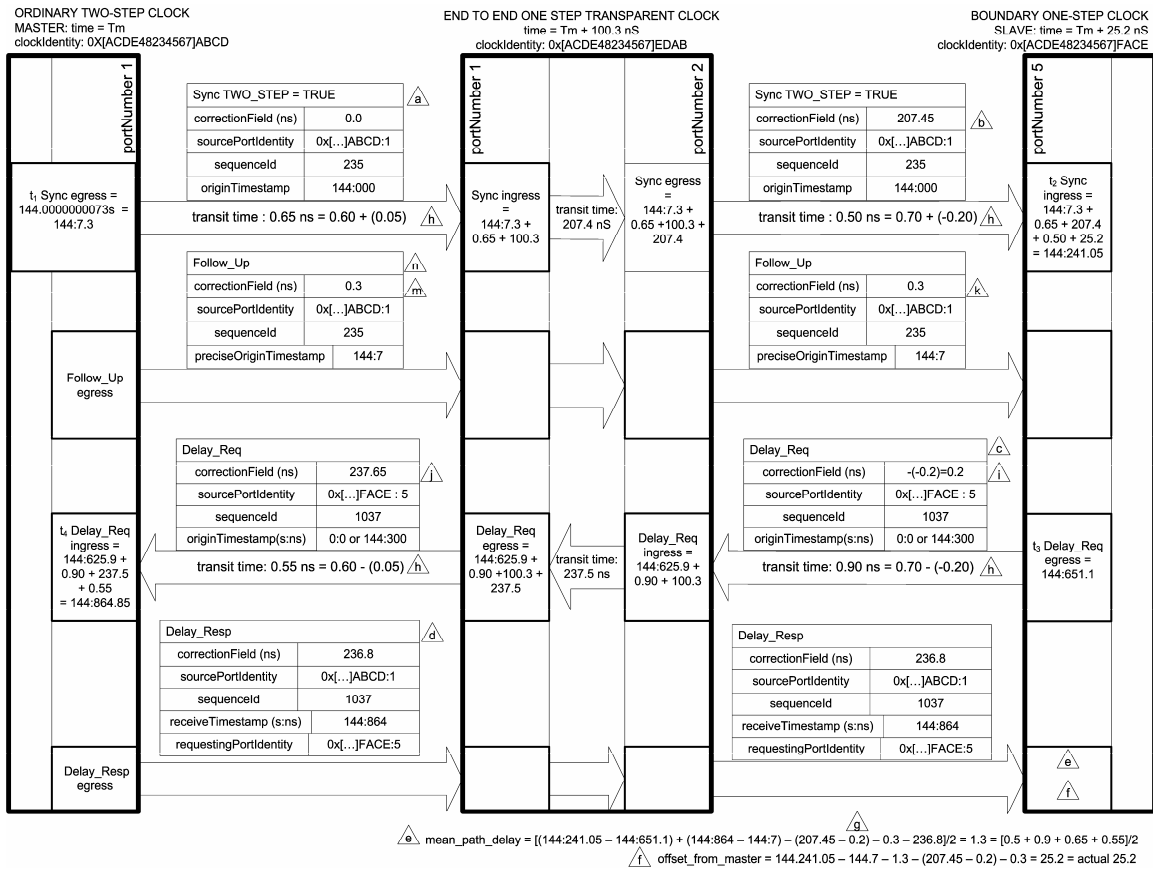 ORDINARY TWO-STEP CLOCK
MASTER: time = Tm
clockIdentity: 0X[ACDE48234567]ABCD
END TO END ONE STEP TRANSPARENT CLOCK
time = Tm + 100.3 nS
clockIdentity: 0x[ACDE48234567]EDAB
BOUNDARY ONE-STEP CLOCK
SLAVE: time = Tm + 25.2 nS
clockIdentity: 0x[ACDE48234567]FACE
portNumber 1
portNumber 1
portNumber 2
portNumber 5
Sync TWO_STEP = TRUE
a
correctionField (ns) 0.0
sourcePortIdentity 0x[...]ABCD:1
sequenceId 235
originTimestamp 144:000
Sync TWO_STEP = TRUE
correctionField (ns) 207.45
b
sourcePortIdentity 0x[...]ABCD:1
sequenceId 235
originTimestamp 144:000
t1 Sync egress =
144.0000000073s =
144:7.3
transit time : 0.65 ns = 0.60 + (0.05)
h
Sync ingress
=
144:7.3 +
0.65 + 100.3
transit time:
207.4 nS
Sync egress
=
144:7.3 +
0.65 +100.3 +
207.4
transit time : 0.50 ns = 0.70 + (-0.20)
h
t2 Sync
ingress =
144:7.3 +
0.65 + 207.4
+ 0.50 + 25.2
= 144:241.05
Follow_Up
n
correctionField (ns) 0.3
m
sourcePortIdentity 0x[...]ABCD:1
sequenceId 235
preciseOriginTimestamp 144:7
Follow_Up
correctionField (ns) 0.3
k
sourcePortIdentity 0x[...]ABCD:1
sequenceId 235
preciseOriginTimestamp 144:7
Follow_Up
egress
Delay_Req
correctionField (ns) 237.65
j
sourcePortIdentity 0x[...]FACE : 5
sequenceId 1037
originTimestamp(s:ns) 0:0 or 144:300
Delay_Req
c
correctionField (ns) -(-0.2)=0.2
i
sourcePortIdentity 0x[...]FACE : 5
sequenceId 1037
originTimestamp(s:ns) 0:0 or 144:300
t4 Delay_Req
ingress =
144:625.9 +
0.90 + 237.5
+ 0.55
= 144:864.85
transit time: 0.55 ns = 0.60 - (0.05)
h
Delay_Req
egress =
144:625.9 +
0.90 +100.3 +
237.5
transit time:
237.5 ns
Delay_Req
ingress =
144:625.9 +
0.90 + 100.3
transit time: 0.90 ns = 0.70 - (-0.20)
h
t3 Delay_Req
egress =
144:651.1
Delay_Resp
d
correctionField (ns) 236.8
sourcePortIdentity 0x[...]ABCD:1
sequenceId 1037
receiveTimestamp (s:ns) 144:864
requestingPortIdentity 0x[...]FACE:5
Delay_Resp
correctionField (ns) 236.8
sourcePortIdentity 0x[...]ABCD:1
sequenceId 1037
receiveTimestamp (s:ns) 144:864
requestingPortIdentity 0x[...]FACE:5
Delay_Resp
egress
e
f
g
e mean_path_delay = [(144:241.05 – 144:651.1) + (144:864 – 144:7) – (207.45 – 0.2) – 0.3 – 236.8]/2 = 1.3 = [0.5 + 0.9 + 0.65 + 0.55]/2
f offset_from_master = 144.241.05 – 144.7 – 1.3 – (207.45 – 0.2) – 0.3 = 25.2 = actual 25.2